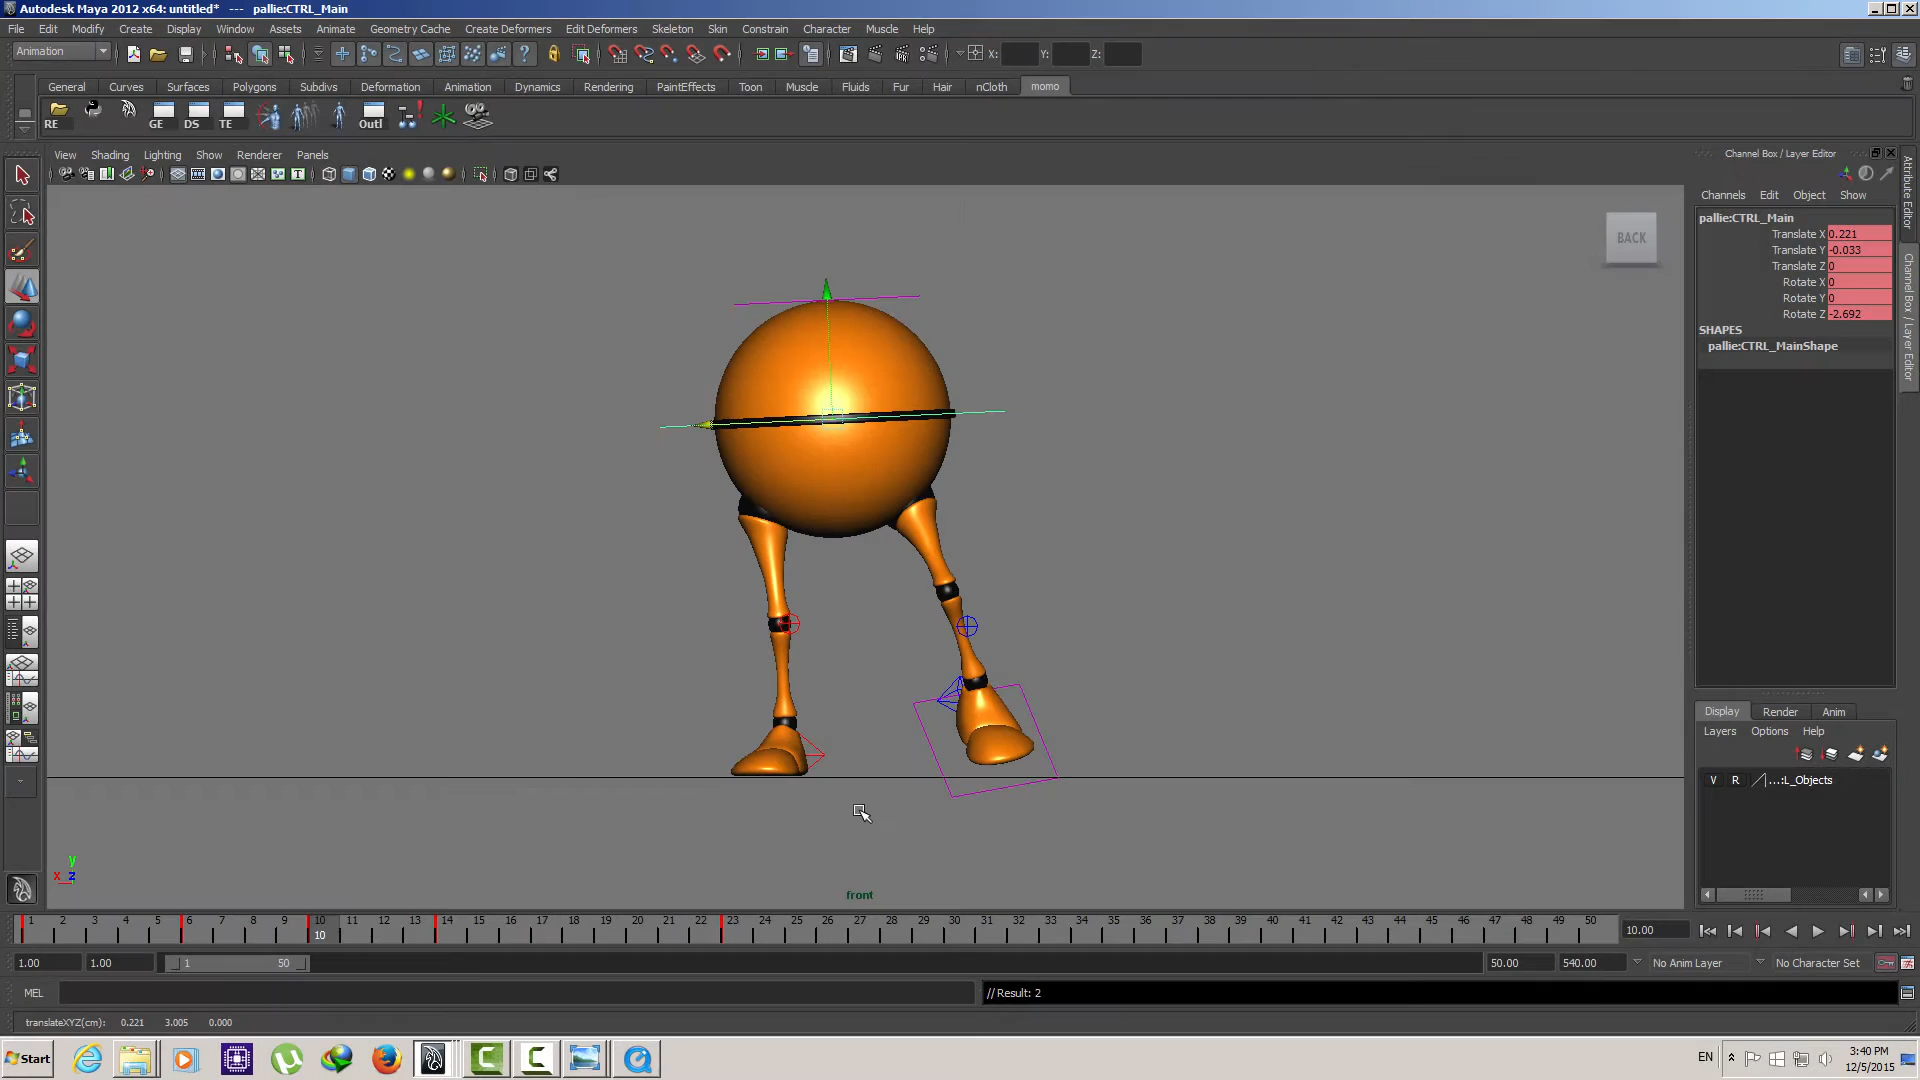 Autodesk Maya 2012 x64: untitled*   ---   pallie:CTRL_Main
File Edit Modify Create Display Window Assets Animate Geometry Cache Create Deformers Edit Deformers Skeleton Skin Constrain Character Muscle Help
Animation X: Y: Z:
General Curves Surfaces Polygons Subdivs Deformation Animation Dynamics Rendering PaintEffects Toon Muscle Fluids Fur Hair nCloth momo
RE GE DS TE Outl
View Shading Lighting Show Renderer Panels
Channel Box / Layer Editor
Channels Edit Object Show
pallie:CTRL_Main
Translate X 0.221
Translate Y -0.033
Translate Z 0
Rotate X 0
Rotate Y 0
Rotate Z -2.692
SHAPES
pallie:CTRL_MainShape
Attribute Editor
Channel Box / Layer Editor
BACK
Display Render Anim
Layers Options Help
V R ...:L_Objects
y
x z
front
1 2 3 4 5 6 7 8 9 10 11 12 13 14 15 16 17 18 19 20 21 22 23 24 25 26 27 28 29 30 31 32 33 34 35 36 37 38 39 40 41 42 43 44 45 46 47 48 49 50
10
10.00
1.00 1.00 1 50 50.00 540.00 No Anim Layer No Character Set
MEL // Result: 2
translateXYZ(cm): 0.221 3.005 0.000
Start EN 3:40 PM
12/5/2015